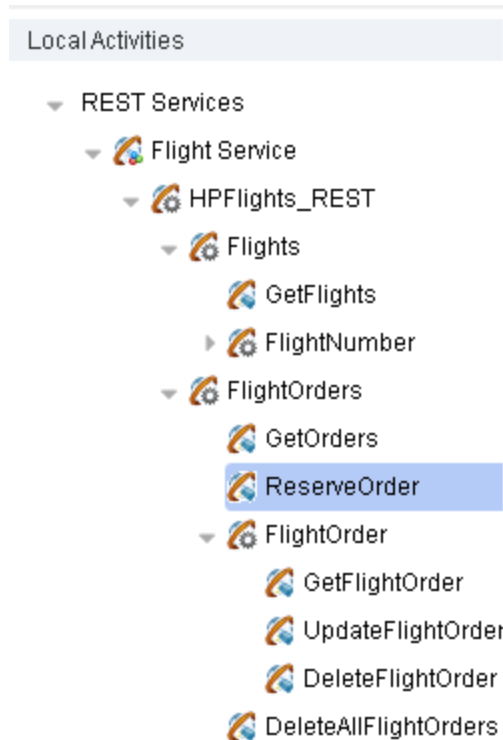 Local Activities
REST Services
Flight Service
HPFlights_REST
Flights
GetFlights
FlightNumber
FlightOrders
GetOrders
ReserveOrder
FlightOrder
GetFlightOrder
UpdateFlightOrder
DeleteFlightOrder
DeleteAllFlightOrders